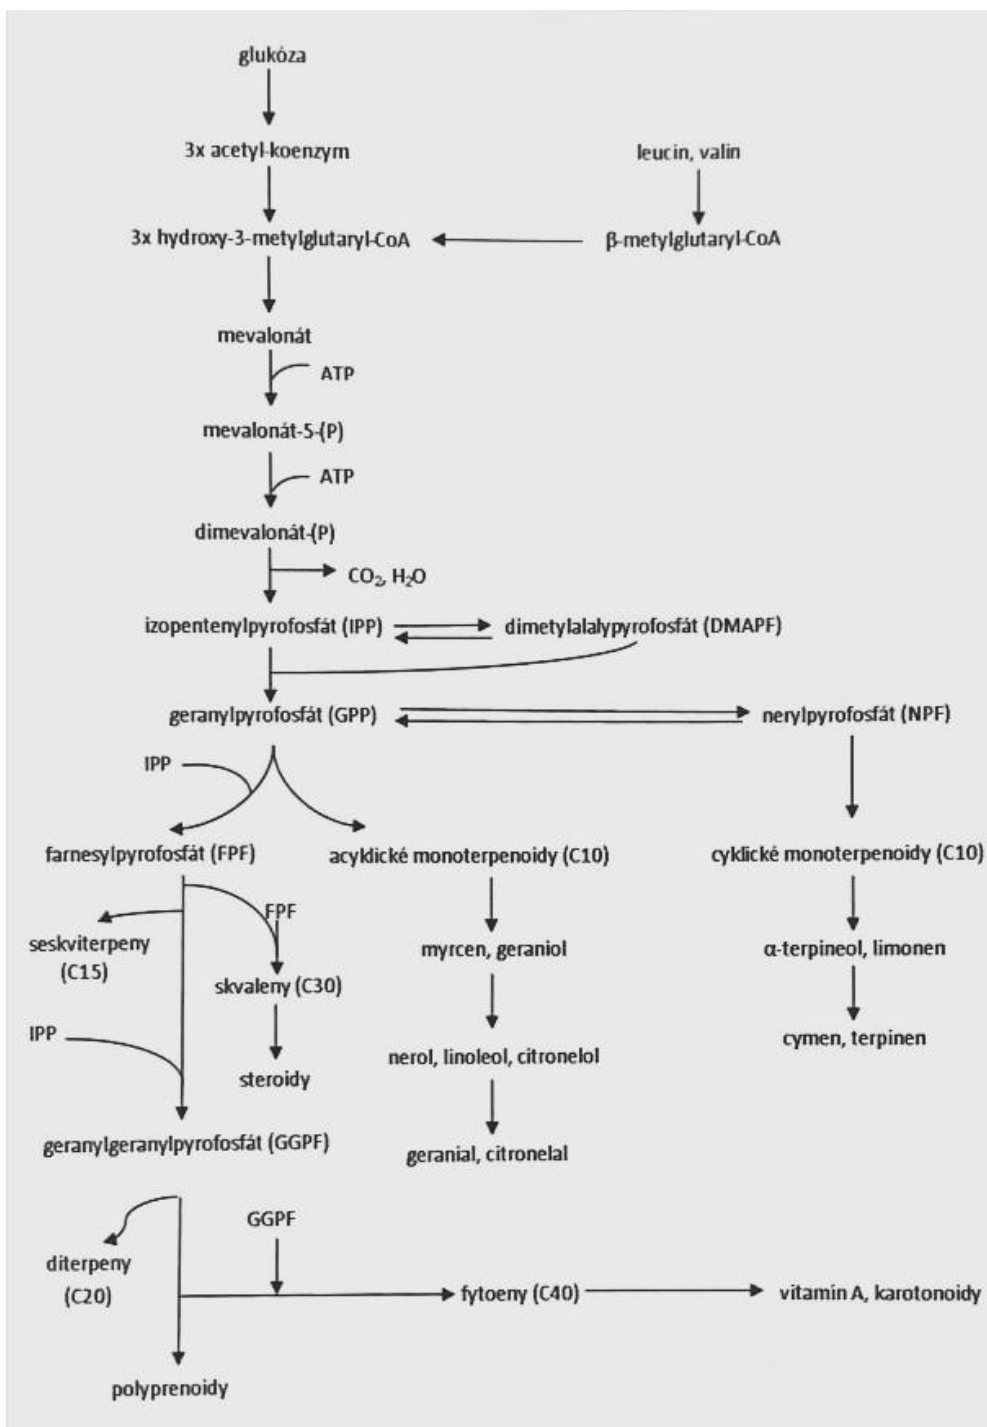 glukóza
3x acetyl-koenzym
leucin, valin
3x hydroxy-3-metylglutaryl-CoA
β-metylglutaryl-CoA
mevalonát
ATP
mevalonát-5-(P)
ATP
dimevalonát-(P)
CO₂, H₂O
izopentenylpyrofosfát (IPP)
dimetylalalypyrofosfát (DMAPF)
geranylpyrofosfát (GPP)
nerylpyrofosfát (NPF)
IPP
farnesylpyrofosfát (FPF)
acyklické monoterpenoidy (C10)
cyklické monoterpenoidy (C10)
FPF
seskviterpeny
(C15)
myrcen, geraniol
α-terpineol, limonen
skvaleny (C30)
IPP
cymen, terpinen
nerol, linoleol, citronelol
steroidy
geranylgeranylpyrofosfát (GGPF)
geranial, citronelal
GGPF
diterpeny
(C20)
fytoeny (C40)
vitamin A, karotonoidy
polyprenoidy